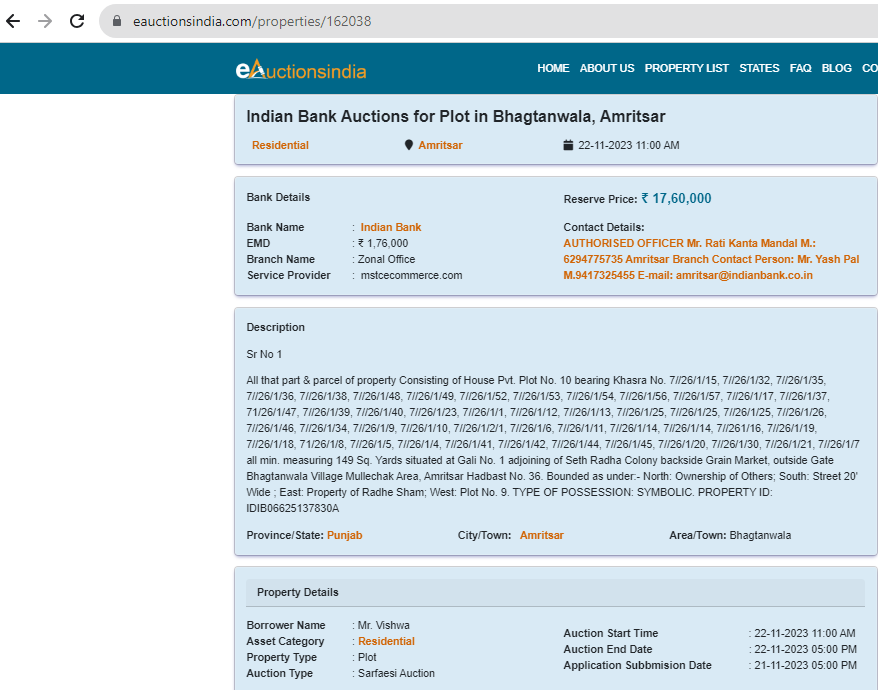 eauctionsindia.com/properties/162038
eAuctionsindia
HOME ABOUT US PROPERTY LIST STATES FAQ BLOG CO
Indian Bank Auctions for Plot in Bhagtanwala, Amritsar
Residential Amritsar 22-11-2023 11:00 AM
Bank Details
Bank Name : Indian Bank
EMD : ₹ 1,76,000
Branch Name : Zonal Office
Service Provider : mstcecommerce.com
Reserve Price: ₹ 17,60,000
Contact Details:
AUTHORISED OFFICER Mr. Rati Kanta Mandal M.:
6294775735 Amritsar Branch Contact Person: Mr. Yash Pal
M.9417325455 E-mail: amritsar@indianbank.co.in
Description
Sr No 1
All that part & parcel of property Consisting of House Pvt. Plot No. 10 bearing Khasra No. 7//26/1/15, 7//26/1/32, 7//26/1/35,
7//26/1/36, 7//26/1/38, 7//26/1/48, 7//26/1/49, 7//26/1/52, 7//26/1/53, 7//26/1/54, 7//26/1/56, 7//26/1/57, 7//26/1/17, 7//26/1/37,
71/26/1/47, 7//26/1/39, 7//26/1/40, 7//26/1/23, 7//26/1/1, 7//26/1/12, 7//26/1/13, 7//26/1/25, 7//26/1/25, 7//26/1/25, 7//26/1/26,
7//26/1/46, 7//26/1/34, 7//26/1/9, 7//26/1/10, 7//26/1/2/1, 7//26/1/6, 7//26/1/11, 7//26/1/14, 7//26/1/14, 7//261/16, 7//26/1/19,
7//26/1/18, 71/26/1/8, 7//26/1/5, 7//26/1/4, 7//26/1/41, 7//26/1/42, 7//26/1/44, 7//26/1/45, 7//26/1/20, 7//26/1/30, 7//26/1/21, 7//26/1/7
all min. measuring 149 Sq. Yards situated at Gali No. 1 adjoining of Seth Radha Colony backside Grain Market, outside Gate
Bhagtanwala Village Mullechak Area, Amritsar Hadbast No. 36. Bounded as under:- North: Ownership of Others; South: Street 20'
Wide ; East: Property of Radhe Sham; West: Plot No. 9. TYPE OF POSSESSION: SYMBOLIC. PROPERTY ID:
IDIB06625137830A
Province/State: Punjab City/Town: Amritsar Area/Town: Bhagtanwala
Property Details
Borrower Name : Mr. Vishwa
Asset Category : Residential
Property Type : Plot
Auction Type : Sarfaesi Auction
Auction Start Time : 22-11-2023 11:00 AM
Auction End Date : 22-11-2023 05:00 PM
Application Subbmision Date : 21-11-2023 05:00 PM